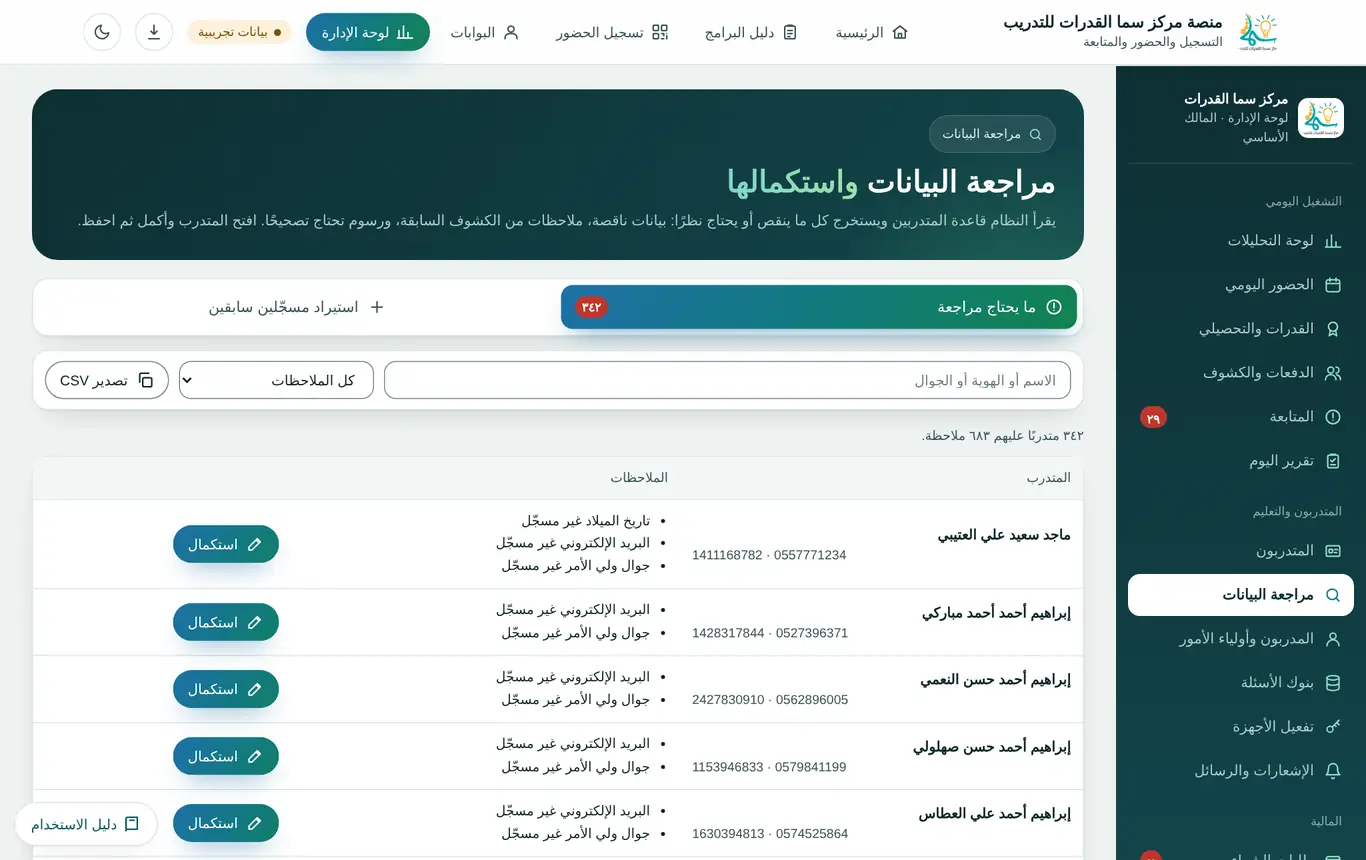 منصة مركز سما القدرات للتدريب
التسجيل والحضور والمتابعة
الرئيسية
دليل البرامج
تسجيل الحضور
البوابات
لوحة الإدارة
بيانات تجريبية
مركز سما القدرات
لوحة الإدارة · المالك
الأساسي
التشغيل اليومي
لوحة التحليلات
الحضور اليومي
القدرات والتحصيلي
الدفعات والكشوف
المتابعة
٢٩
تقرير اليوم
المتدربون والتعليم
المتدربون
مراجعة البيانات
المدربون وأولياء الأمور
بنوك الأسئلة
تفعيل الأجهزة
الإشعارات والرسائل
المالية
مراجعة البيانات
مراجعة البيانات واستكمالها
يقرأ النظام قاعدة المتدربين ويستخرج كل ما ينقص أو يحتاج نظرًا: بيانات ناقصة، ملاحظات من الكشوف السابقة، ورسوم تحتاج تصحيحًا. افتح المتدرب وأكمل ثم احفظ.
ما يحتاج مراجعة
٣٤٢
استيراد مسجّلين سابقين
الاسم أو الهوية أو الجوال
كل الملاحظات
تصدير CSV
٣٤٢ متدربًا عليهم ٦٨٣ ملاحظة.
المتدرب
الملاحظات
ماجد سعيد علي العتيبي
1411168782 · 0557771234
تاريخ الميلاد غير مسجّل
البريد الإلكتروني غير مسجّل
جوال ولي الأمر غير مسجّل
استكمال
إبراهيم أحمد أحمد مباركي
1428317844 · 0527396371
البريد الإلكتروني غير مسجّل
جوال ولي الأمر غير مسجّل
استكمال
إبراهيم أحمد حسن النعمي
2427830910 · 0562896005
البريد الإلكتروني غير مسجّل
جوال ولي الأمر غير مسجّل
استكمال
إبراهيم أحمد حسن صهلولي
1153946833 · 0579841199
البريد الإلكتروني غير مسجّل
جوال ولي الأمر غير مسجّل
استكمال
إبراهيم أحمد علي العطاس
1630394813 · 0574525864
البريد الإلكتروني غير مسجّل
جوال ولي الأمر غير مسجّل
استكمال
دليل الاستخدام